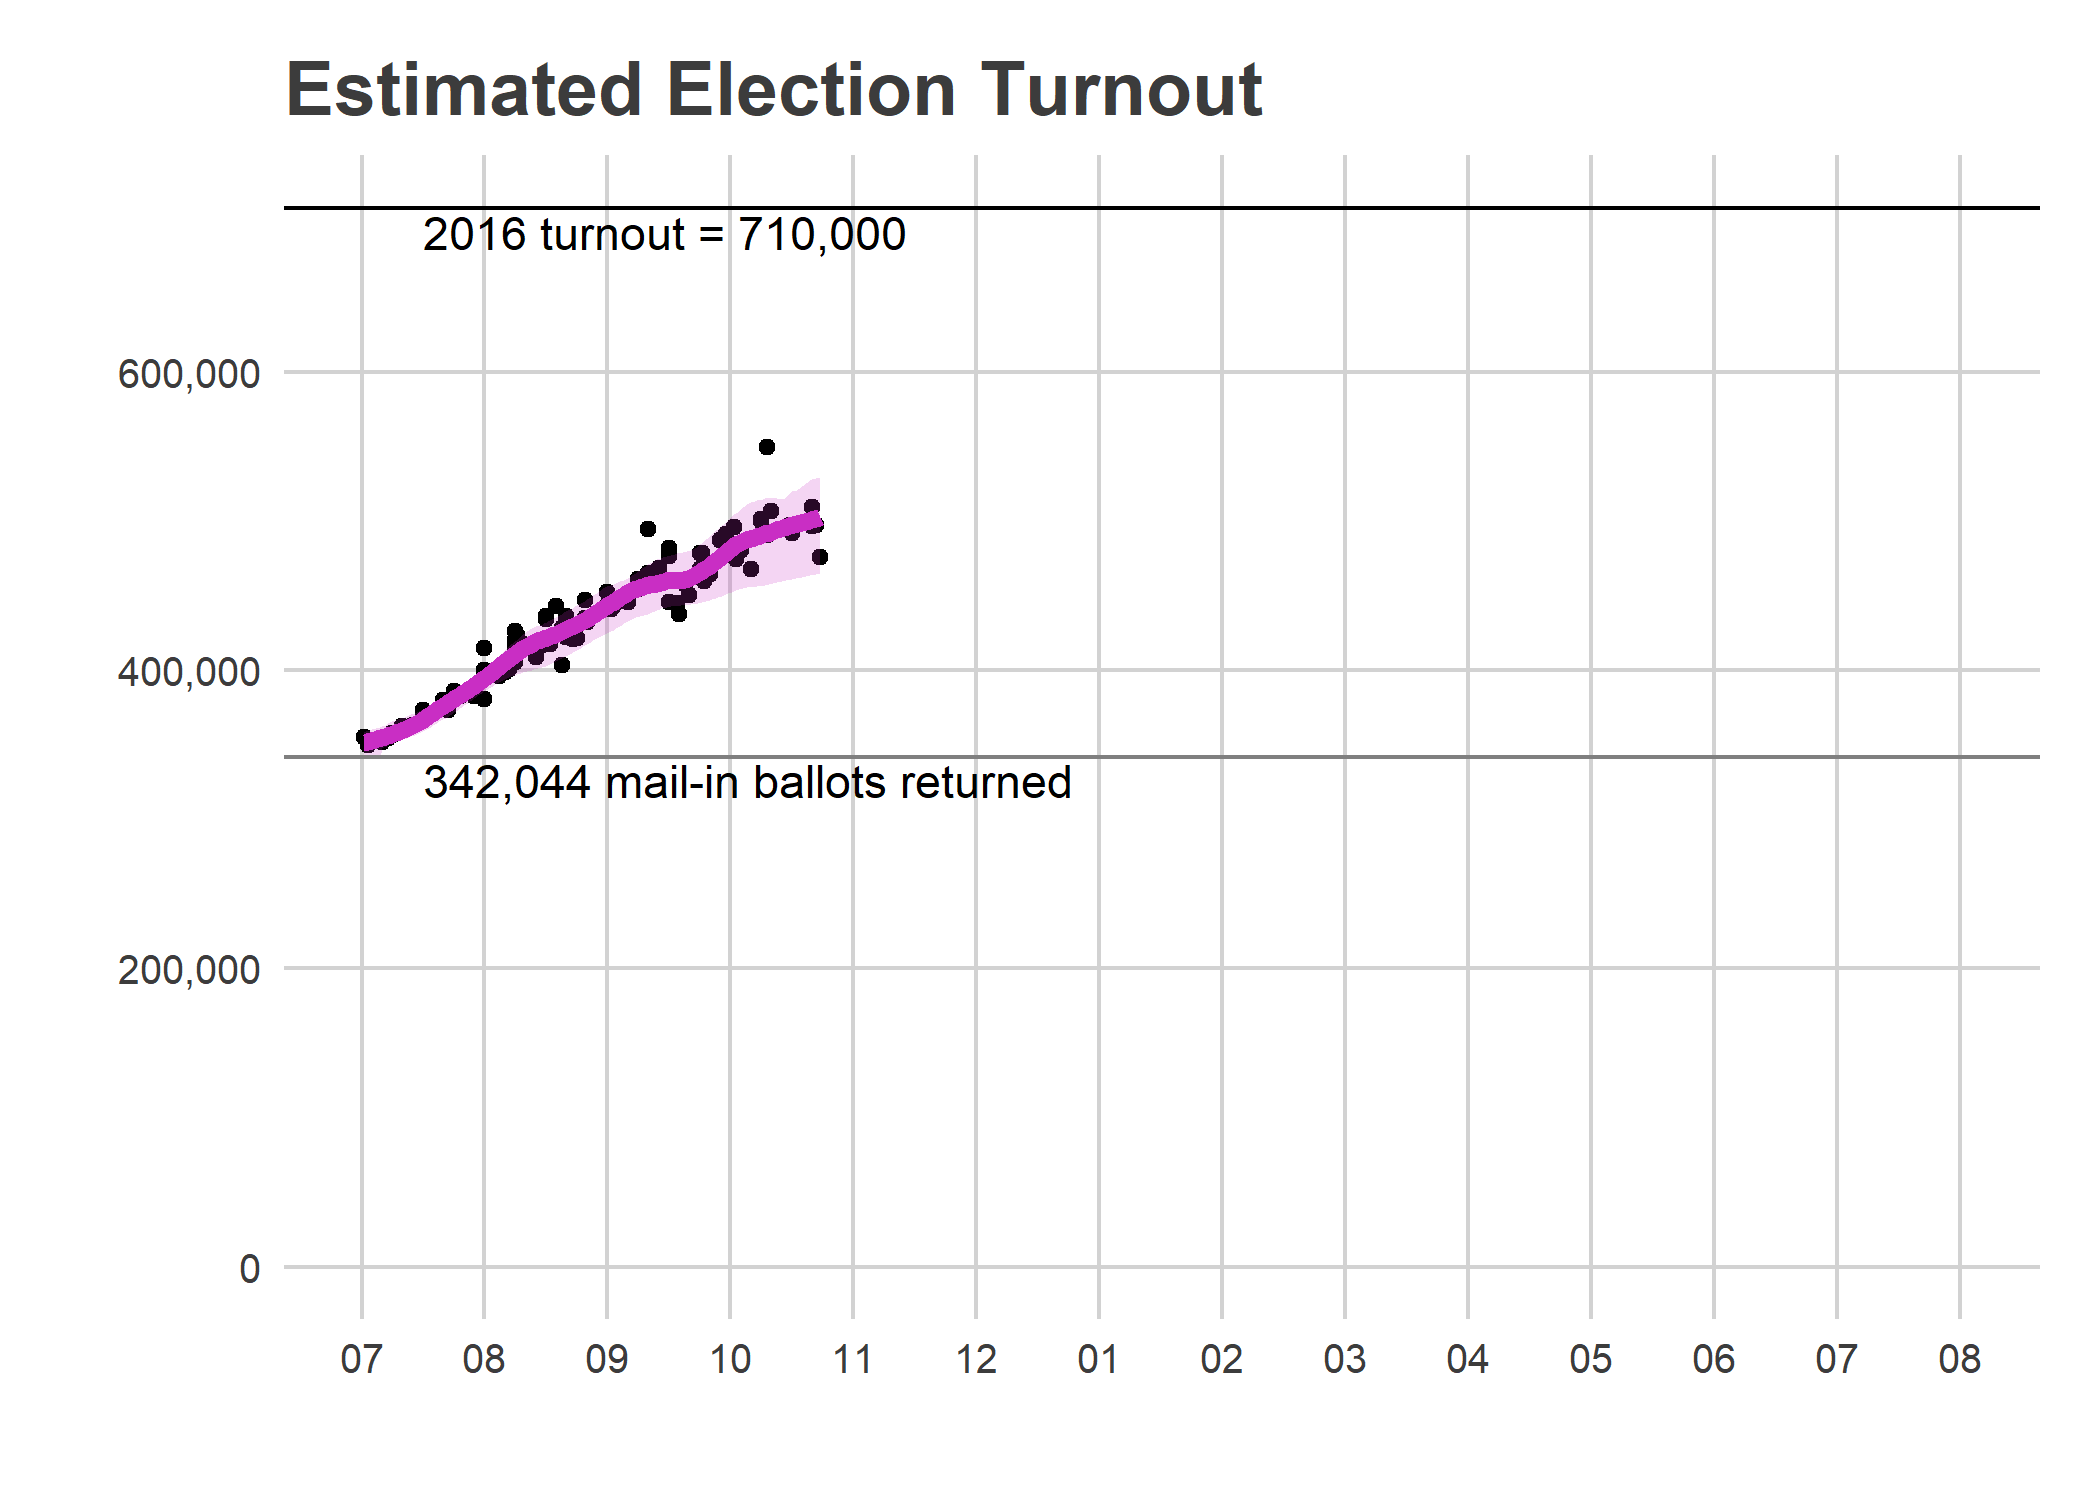 Estimated Election Turnout
2016 turnout = 710,000
600,000
400,000
342,044 mail-in ballots returned
200,000
0
07 08 09 10 11 12 01 02 03 04 05 06 07 08